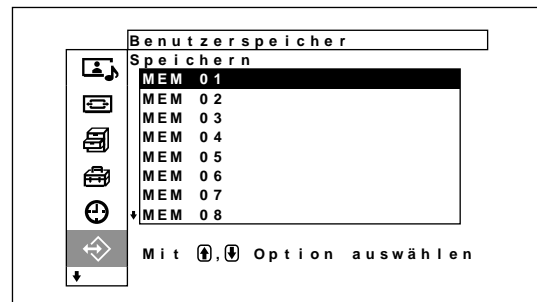 Benutzerspeicher
Speichern
MEM 01
MEM 02
MEM 03
MEM 04
MEM 05
MEM 06
MEM 07
MEM 08
Mit ↑,↓ Option auswählen